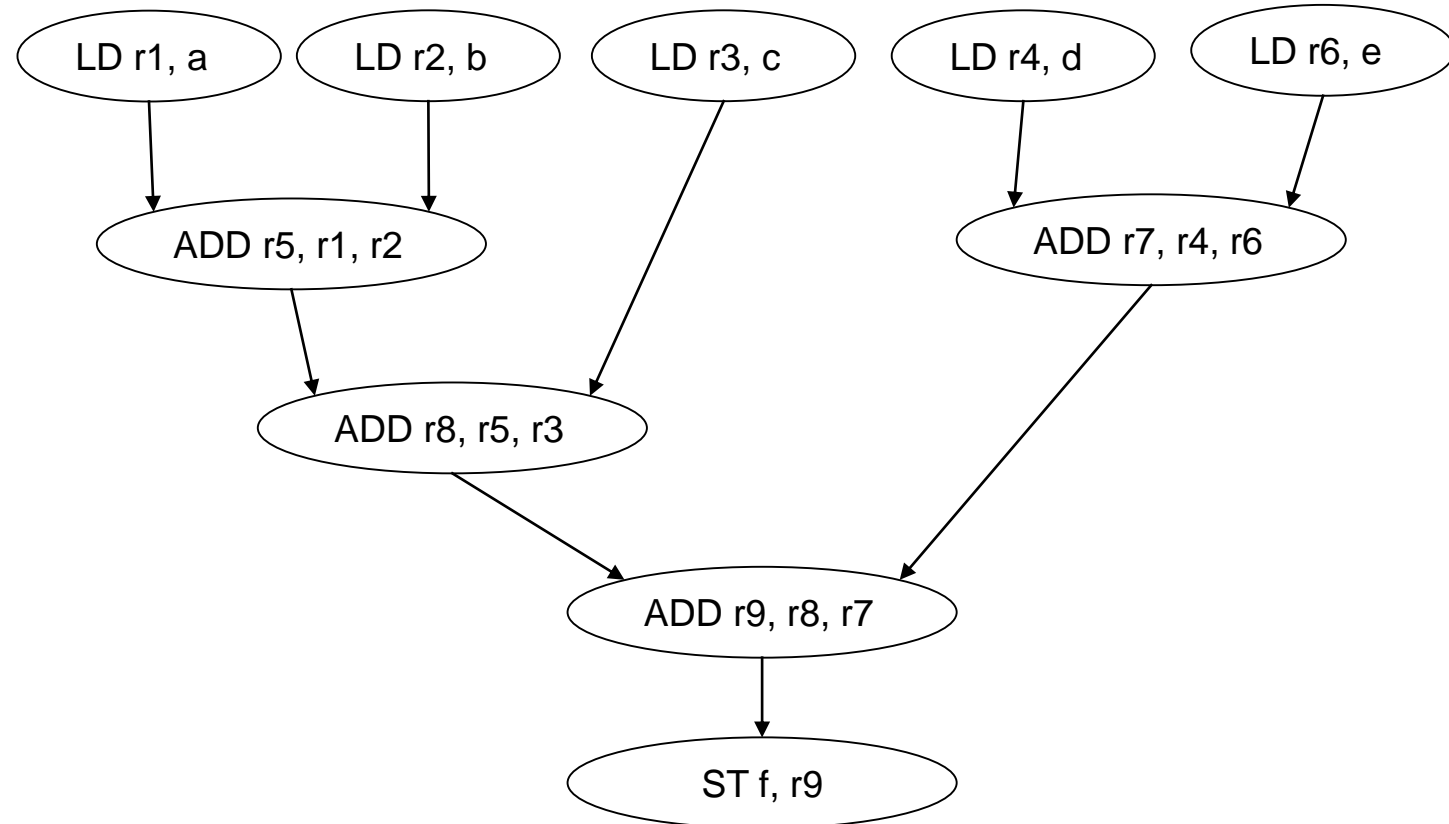 LD r1, a
LD r2, b
LD r3, c
LD r4, d
LD r6, e
ADD r5, r1, r2
ADD r7, r4, r6
ADD r8, r5, r3
ADD r9, r8, r7
ST f, r9